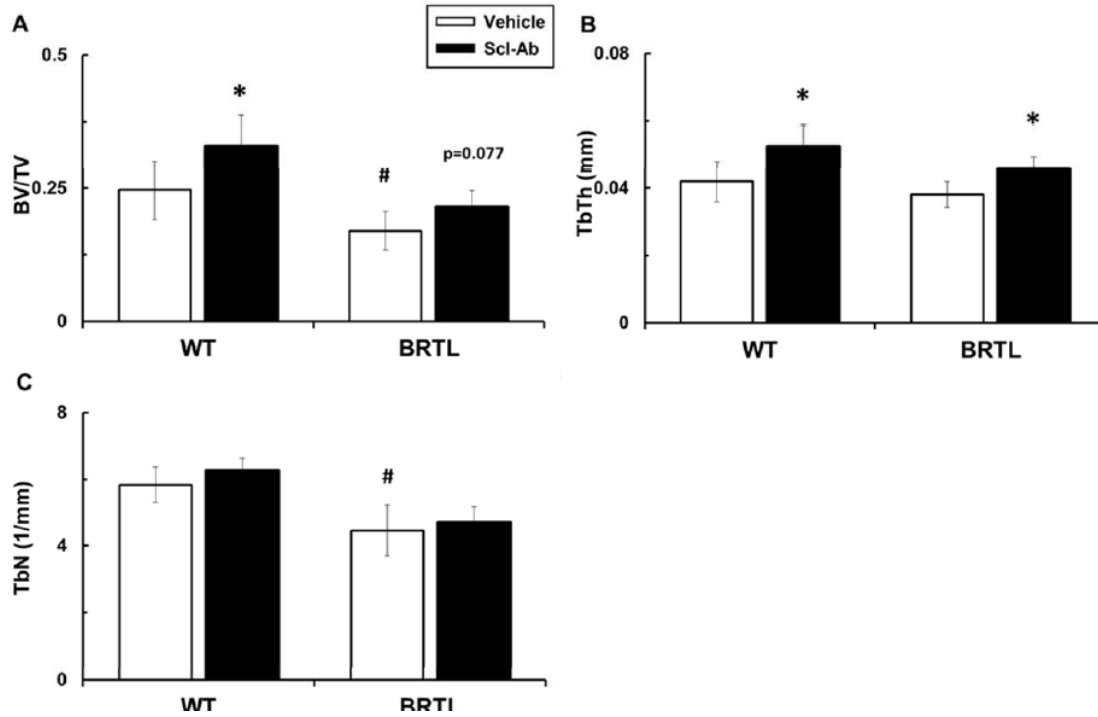 A
Vehicle
Scl-Ab
0.5
0.25
0
BV/TV
*
#
p=0.077
WT
BRTL
B
0.08
0.04
0
TbTh (mm)
*
*
WT
BRTL
C
8
4
0
TbN (1/mm)
#
WT
BRTL